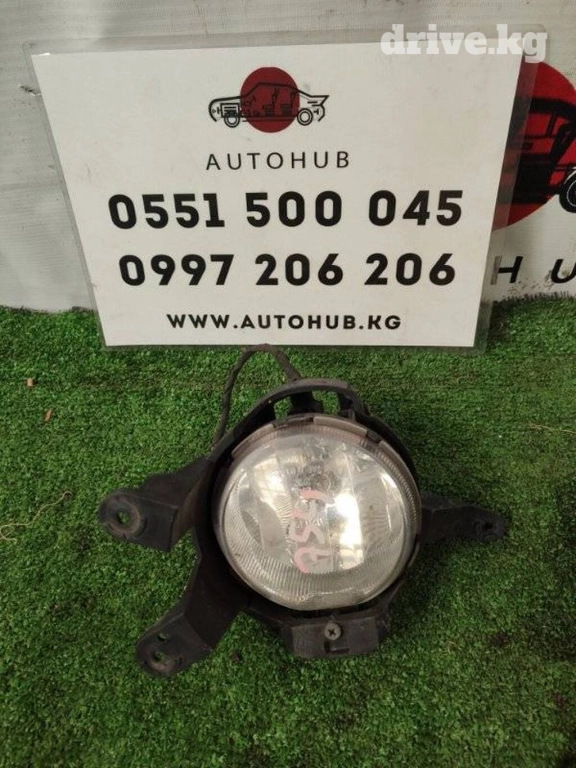 drive.kg
AUTOHUB
0551 500 045
0997 206 206
WWW.AUTOHUB.KG
H U